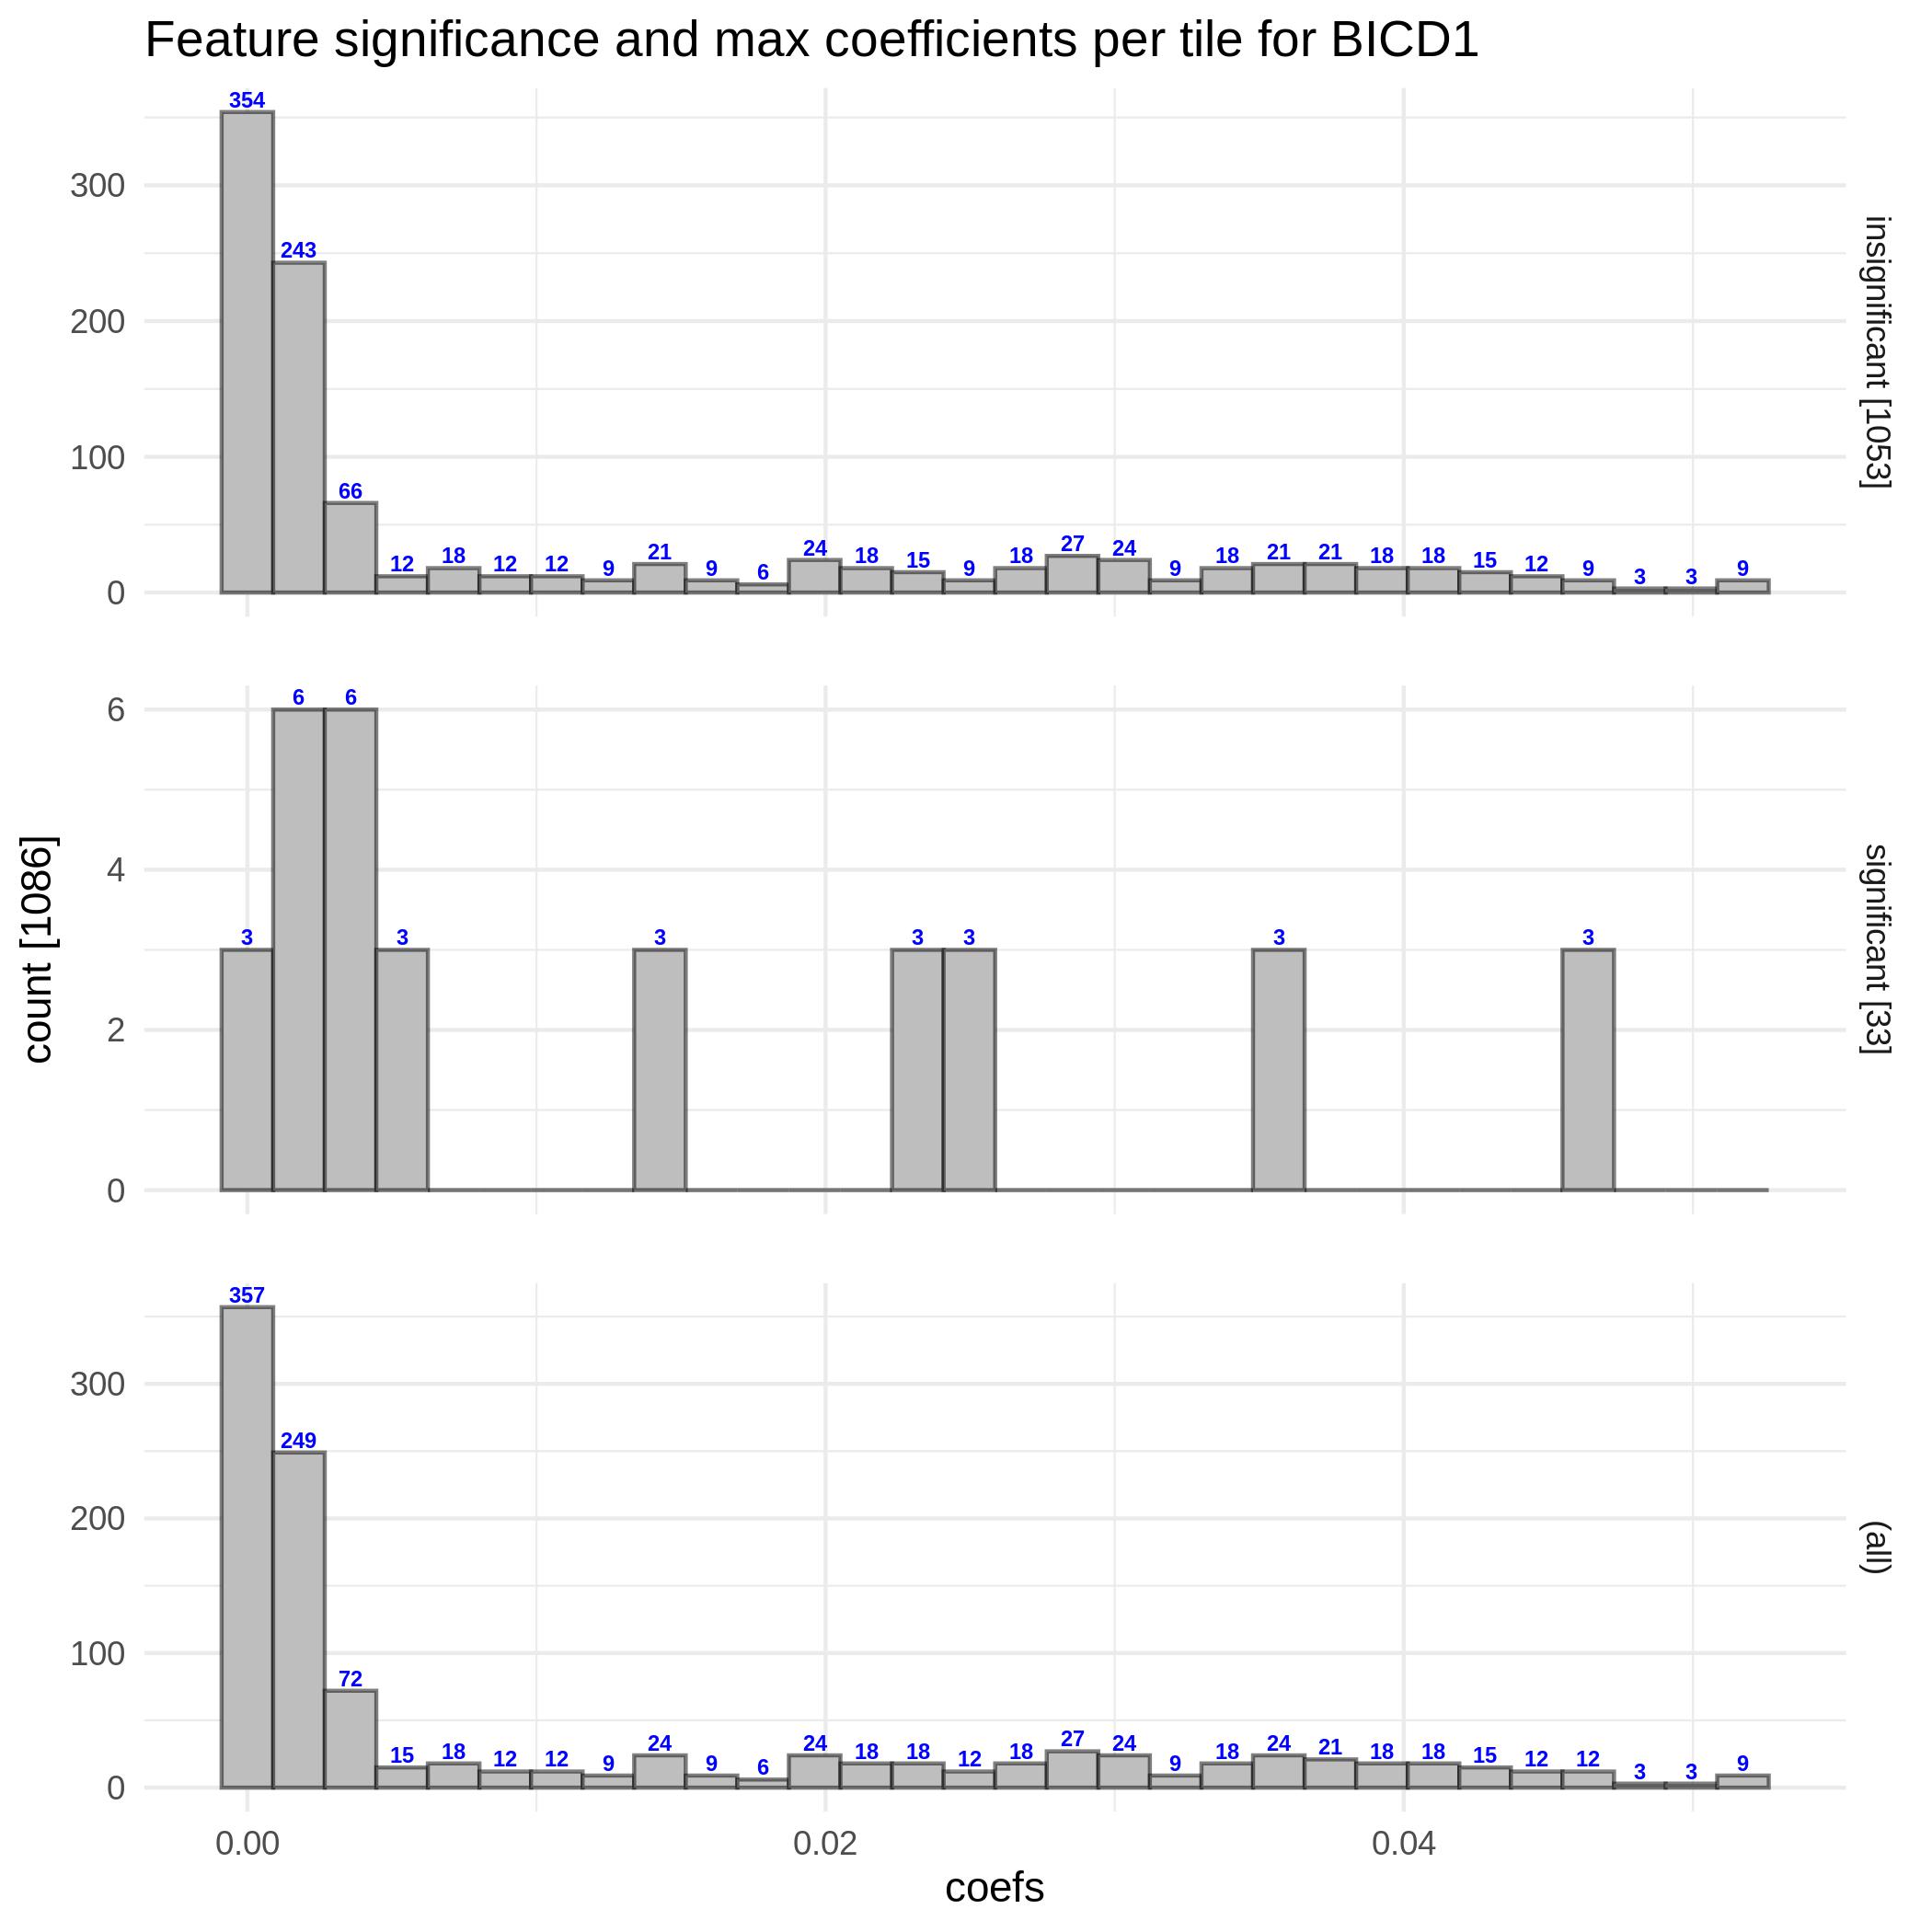 Feature significance and max coefficients per tile for BICD1
354
243
66
12 18 12 12 9 21 9 6 24 18 15 9 18 27 24 9 18 21 21 18 18 15 12 9 3 3 9
300
200
100
0
insignificant [1053]
6 6
3 3 3 3 3 3 3
6
4
2
0
count [1086]
significant [33]
357
249
72
15 18 12 12 9 24 9 6 24 18 18 12 18 27 24 9 18 24 21 18 18 15 12 12 3 3 9
300
200
100
0
(all)
0.00 0.02 0.04
coefs